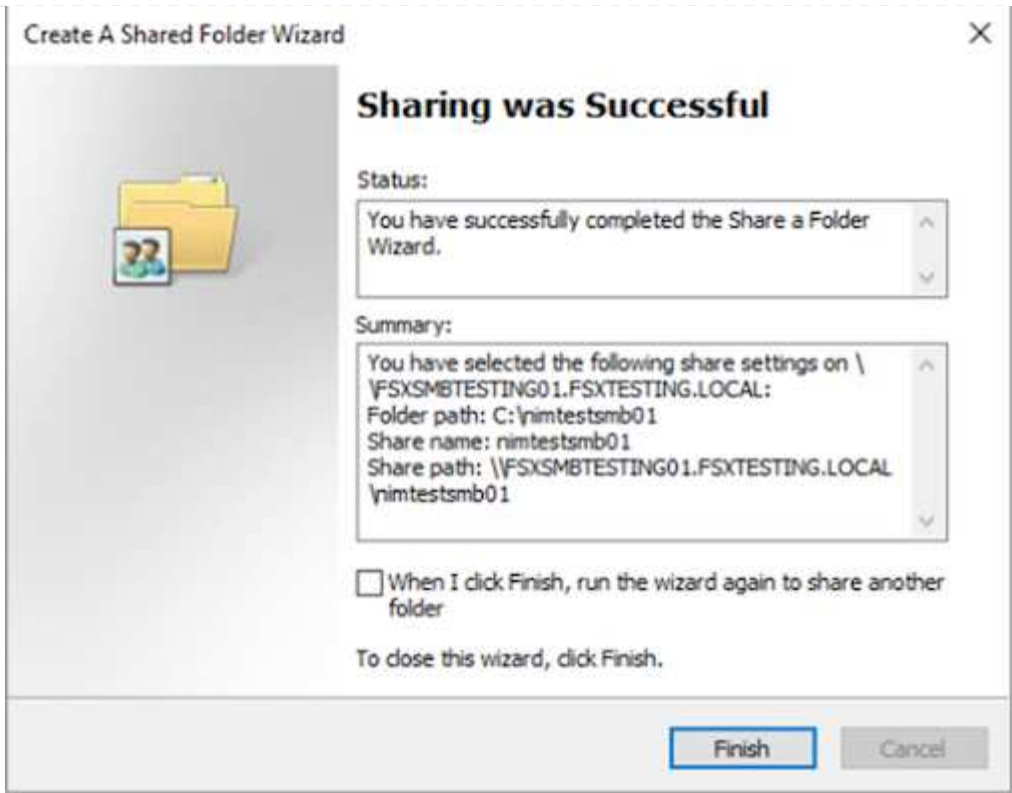 Create A Shared Folder Wizard
Sharing was Successful
Status:
You have successfully completed the Share a Folder
Wizard.
Summary:
You have selected the following share settings on \
\FSXSMBTESTING01.FSXTESTING.LOCAL:
Folder path: C:\nimtestsmb01
Share name: nimtestsmb01
Share path: \\FSXSMBTESTING01.FSXTESTING.LOCAL
\nimtestsmb01
When I click Finish, run the wizard again to share another
folder
To close this wizard, click Finish.
Finish
Cancel